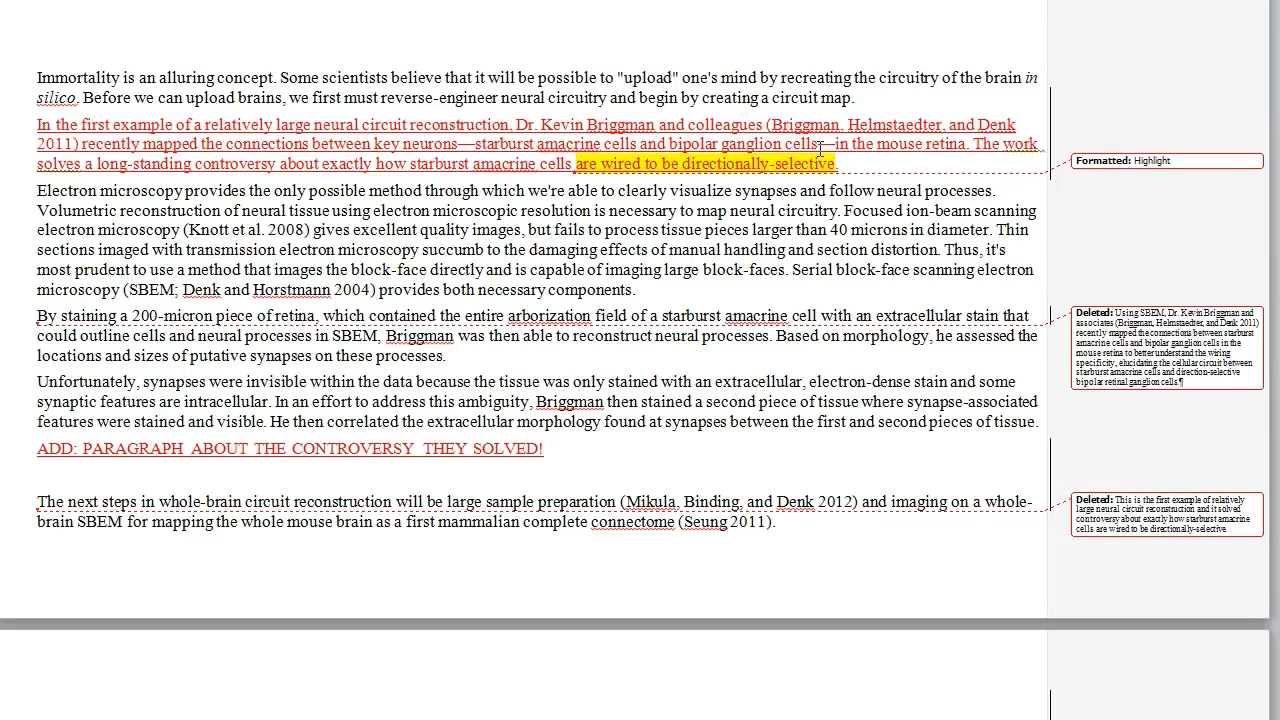 Immortality is an alluring concept. Some scientists believe that it will be possible to "upload" one's mind by recreating the circuitry of the brain in
silico. Before we can upload brains, we first must reverse-engineer neural circuitry and begin by creating a circuit map.
In the first example of a relatively large neural circuit reconstruction, Dr. Kevin Briggman and colleagues (Briggman, Helmstaedter, and Denk
2011) recently mapped the connections between key neurons—starburst amacrine cells and bipolar ganglion cells—in the mouse retina. The work
solves a long-standing controversy about exactly how starburst amacrine cells are wired to be directionally-selective.
Formatted: Highlight
Electron microscopy provides the only possible method through which we're able to clearly visualize synapses and follow neural processes.
Volumetric reconstruction of neural tissue using electron microscopic resolution is necessary to map neural circuitry. Focused ion-beam scanning
electron microscopy (Knott et al. 2008) gives excellent quality images, but fails to process tissue pieces larger than 40 microns in diameter. Thin
sections imaged with transmission electron microscopy succumb to the damaging effects of manual handling and section distortion. Thus, it's
most prudent to use a method that images the block-face directly and is capable of imaging large block-faces. Serial block-face scanning electron
microscopy (SBEM; Denk and Horstmann 2004) provides both necessary components.
By staining a 200-micron piece of retina, which contained the entire arborization field of a starburst amacrine cell with an extracellular stain that
could outline cells and neural processes in SBEM, Briggman was then able to reconstruct neural processes. Based on morphology, he assessed the
locations and sizes of putative synapses on these processes.
Deleted: Using SBEM, Dr. Kevin Briggman and
associates (Briggman, Helmstaedter, and Denk 2011)
recently mapped the connections between starburst
amacrine cells and bipolar ganglion cells in the
mouse retina to better understand the wiring
specificity, elucidating the cellular circuit between
starburst amacrine cells and direction-selective
bipolar retinal ganglion cells.¶
Unfortunately, synapses were invisible within the data because the tissue was only stained with an extracellular, electron-dense stain and some
synaptic features are intracellular. In an effort to address this ambiguity, Briggman then stained a second piece of tissue where synapse-associated
features were stained and visible. He then correlated the extracellular morphology found at synapses between the first and second pieces of tissue.
ADD: PARAGRAPH ABOUT THE CONTROVERSY THEY SOLVED!
The next steps in whole-brain circuit reconstruction will be large sample preparation (Mikula, Binding, and Denk 2012) and imaging on a whole-
brain SBEM for mapping the whole mouse brain as a first mammalian complete connectome (Seung 2011).
Deleted: This is the first example of relatively
large neural circuit reconstruction and it solved
controversy about exactly how starburst amacrine
cells are wired to be directionally-selective.